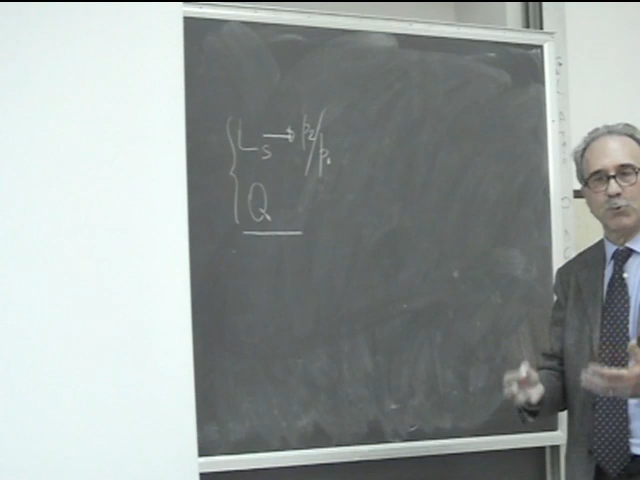 { Ls → p2/p1
Q